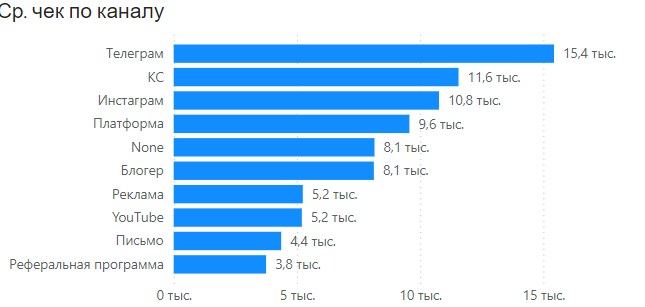 Ср. чек по каналу
Телеграм 15,4 тыс.
КС 11,6 тыс.
Инстаграм 10,8 тыс.
Платформа 9,6 тыс.
None 8,1 тыс.
Блогер 8,1 тыс.
Реклама 5,2 тыс.
YouTube 5,2 тыс.
Письмо 4,4 тыс.
Реферальная программа 3,8 тыс.
0 тыс. 5 тыс. 10 тыс. 15 тыс.